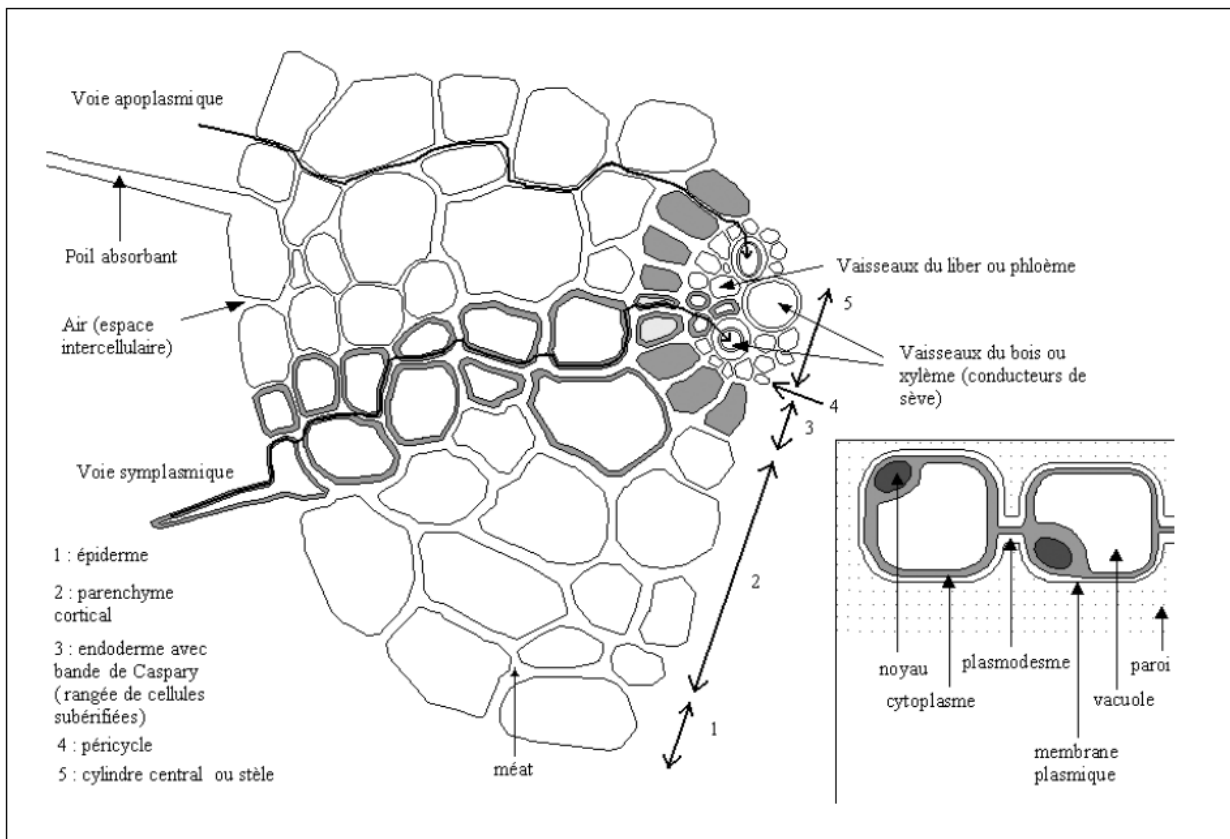 Voie apoplasmique
Poil absorbant
Air (espace
intercellulaire)
Voie symplasmique
1 : épiderme
2 : parenchyme
cortical
3 : endoderme avec
bande de Caspary
( rangée de cellules
subérifiées)
4 : péricycle
5 : cylindre central ou stèle
méat
Vaisseaux du liber ou phloème
5
Vaisseaux du bois ou
xylème (conducteurs de
sève)
4
3
2
1
noyau
plasmodesme
paroi
cytoplasme
vacuole
membrane
plasmique